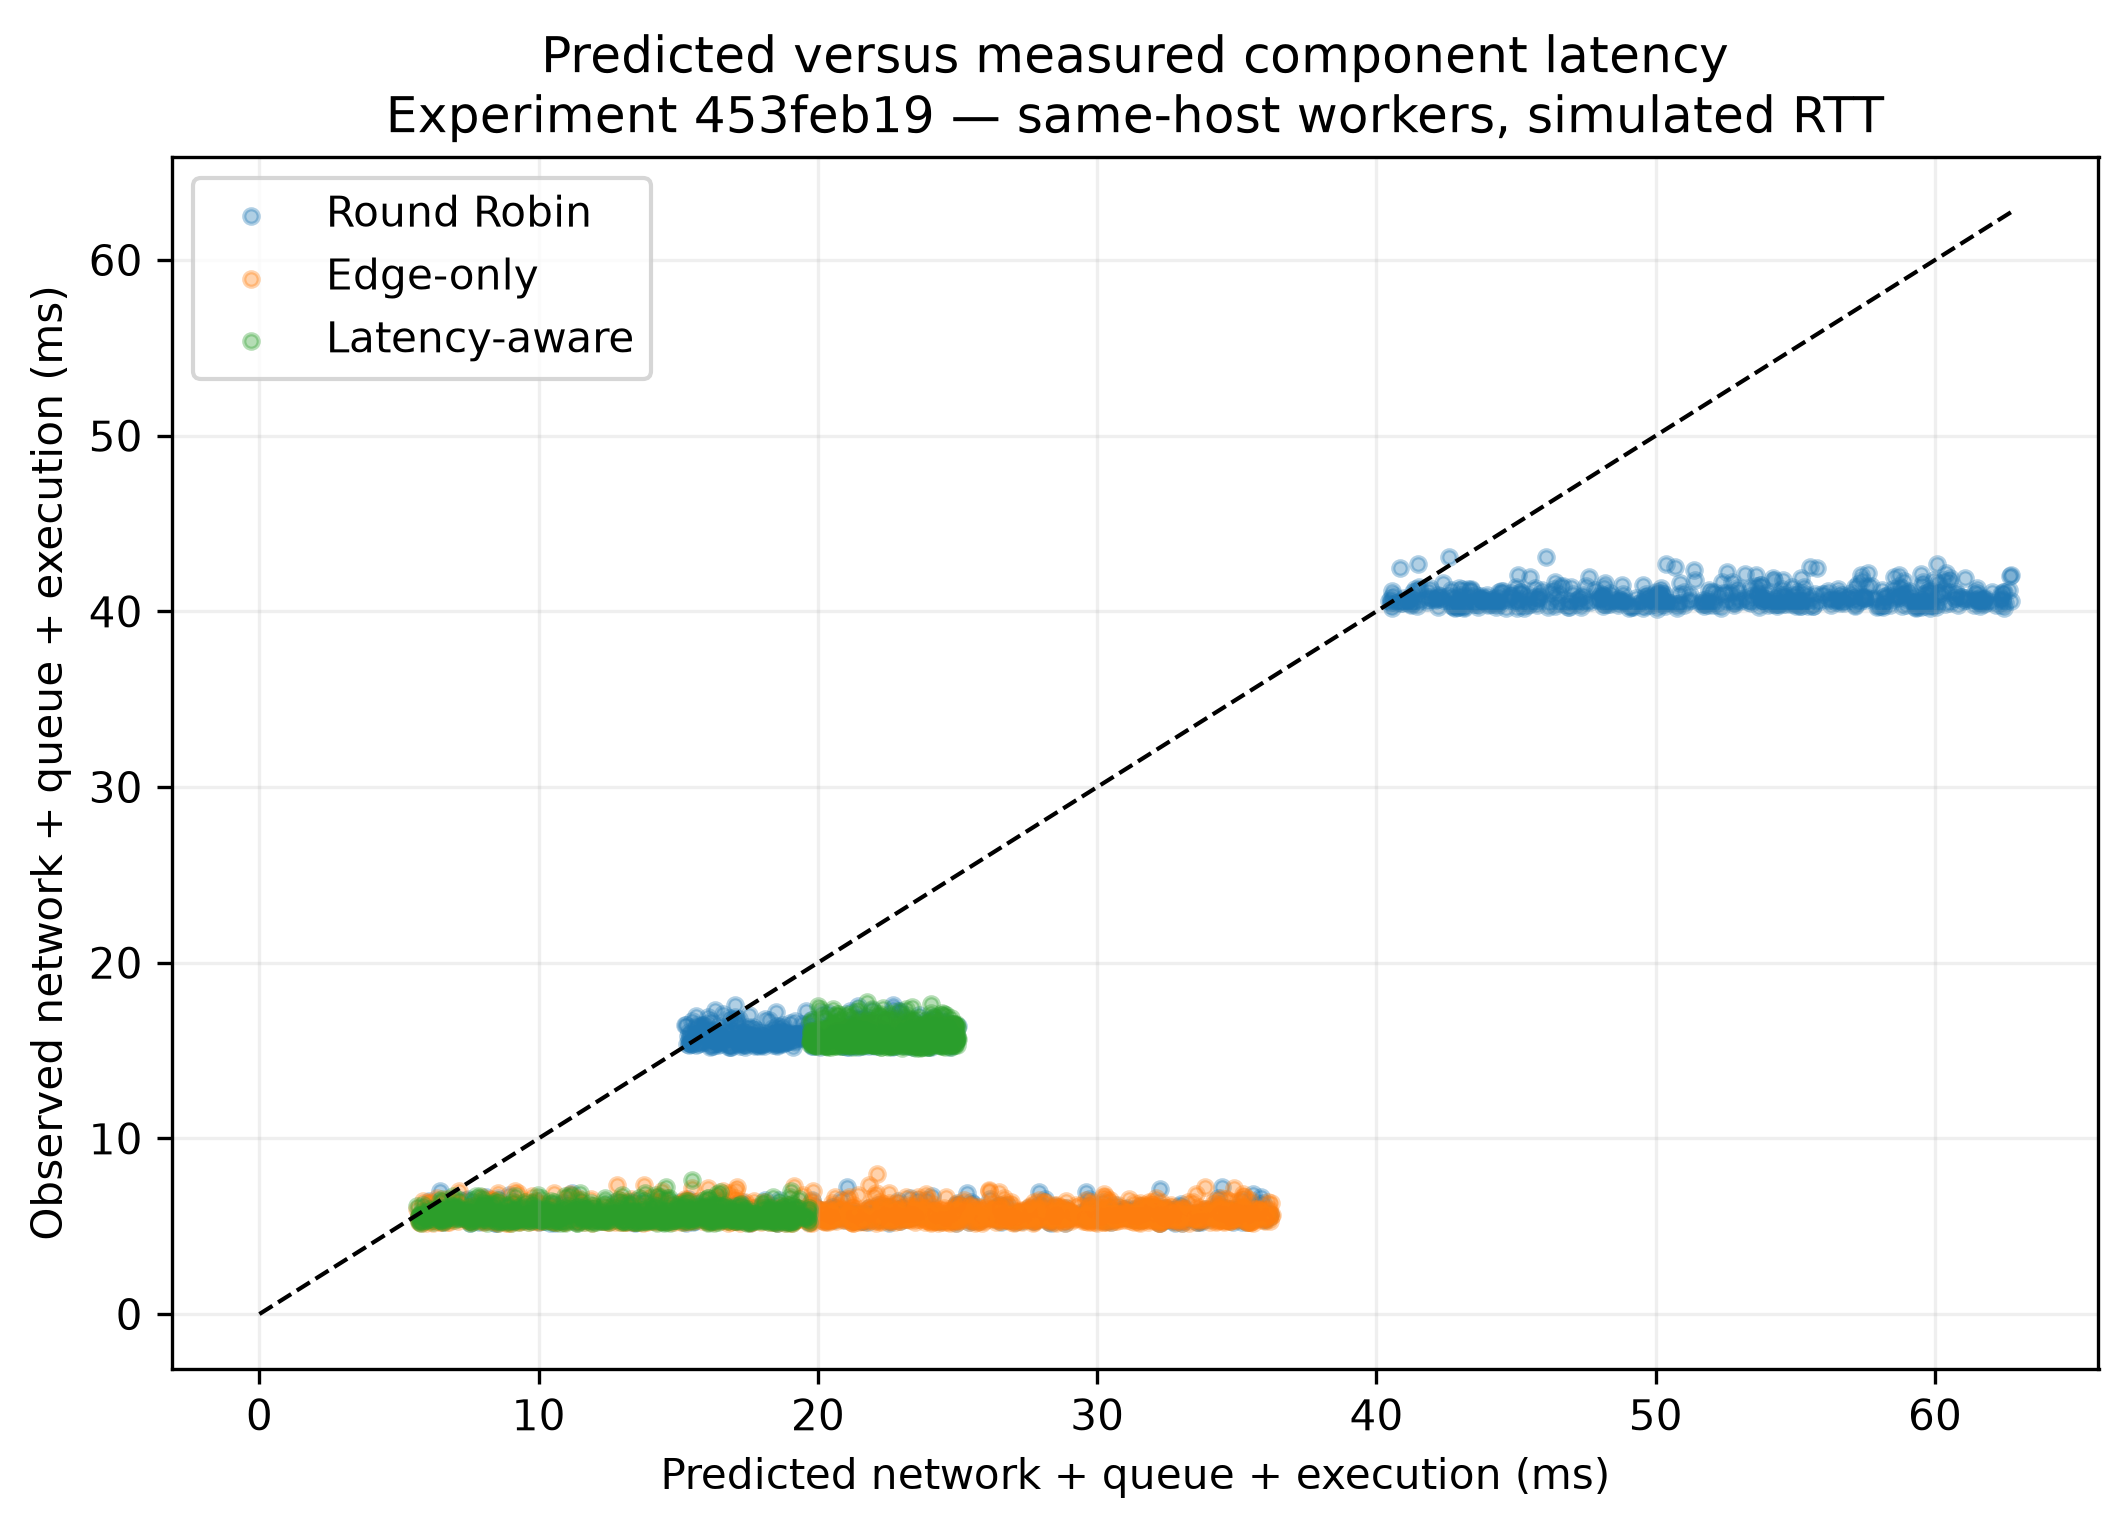 Predicted versus measured component latency
Experiment 453feb19 — same-host workers, simulated RTT
Round Robin
Edge-only
Latency-aware
Observed network + queue + execution (ms)
60
50
40
30
20
10
0
0 10 20 30 40 50 60
Predicted network + queue + execution (ms)